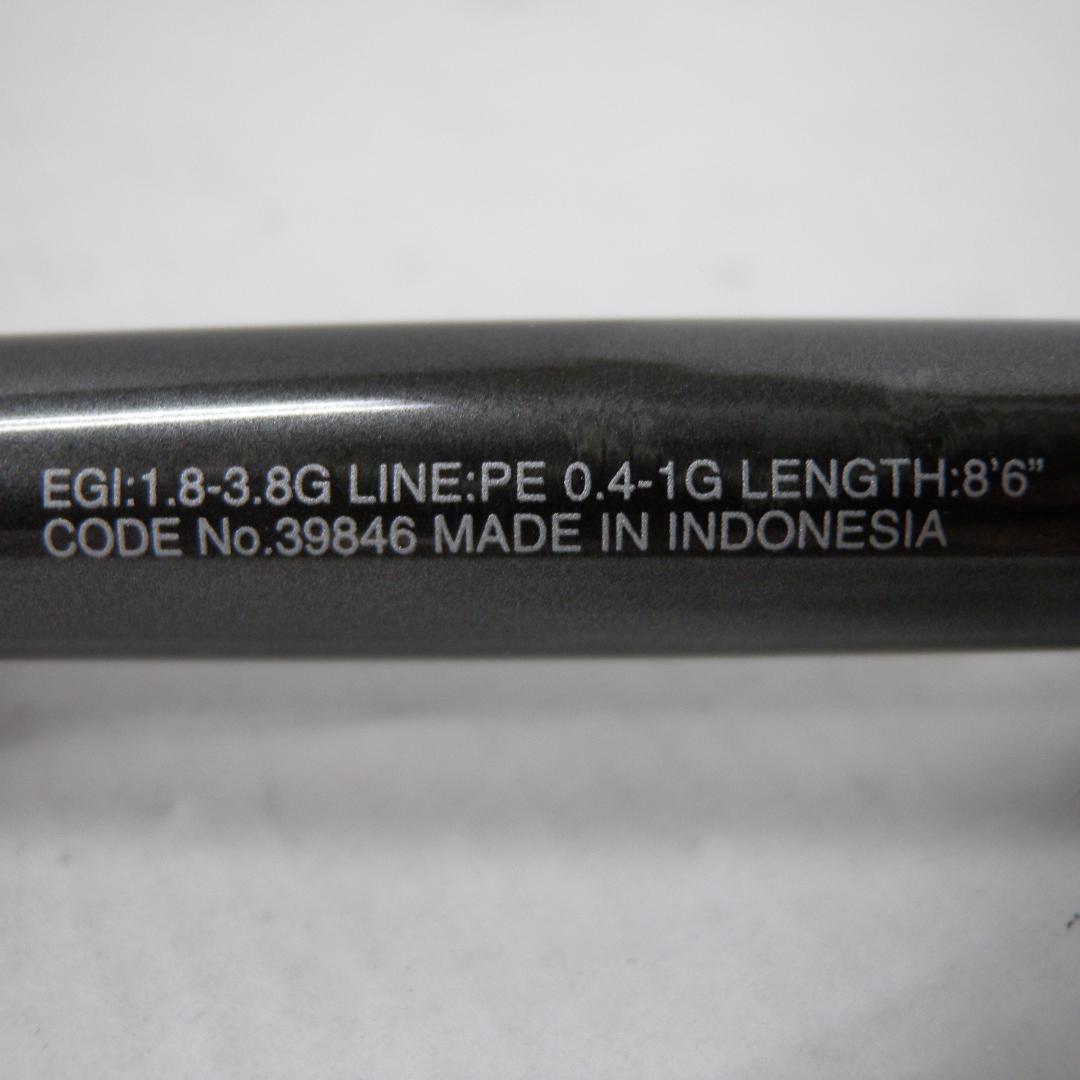 EGI:1.8-3.8G LINE:PE 0.4-1G LENGTH:8'6"
CODE No.39846 MADE IN INDONESIA